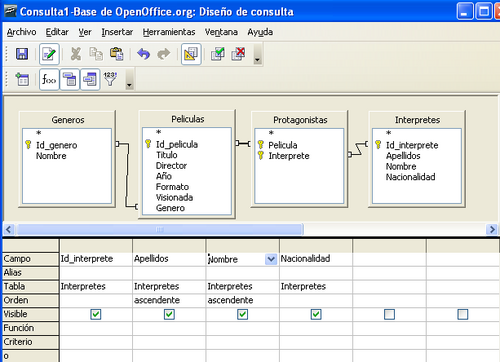 Consulta1-Base de OpenOffice.org: Diseño de consulta
Archivo Editar Ver Insertar Herramientas Ventana Ayuda
f(x) 123
Generos Peliculas Protagonistas Interpretes
* * * *
Id_genero Id_pelicula Pelicula Id_interprete
Nombre Titulo Interprete Apellidos
Director Nombre
Año Nacionalidad
Formato
Visionada
Genero
Campo Id_interprete Apellidos Nombre Nacionalidad
Alias
Tabla Interpretes Interpretes Interpretes Interpretes
Orden ascendente ascendente
Visible
Función
Criterio
o